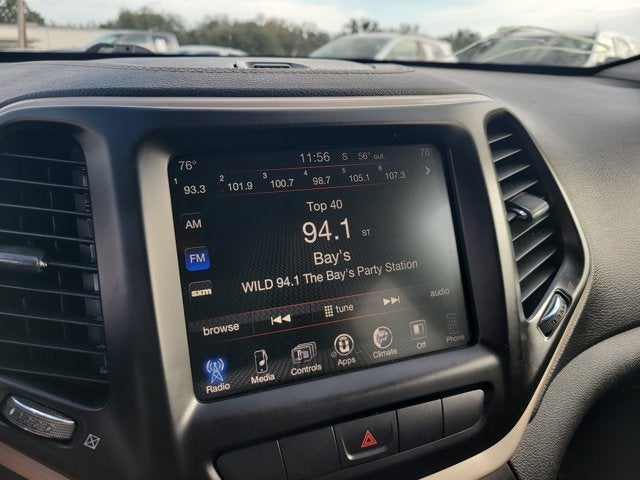 76° 11:56 S 56° out. 76°
1 93.3 2 101.9 3 100.7 4 98.7 5 105.1 6 107.3
Top 40
AM
94.1 ST
FM
Bay's
WILD 94.1 The Bay's Party Station
sxm
browse tune audio
Radio Media Controls Apps Climate Off Phone